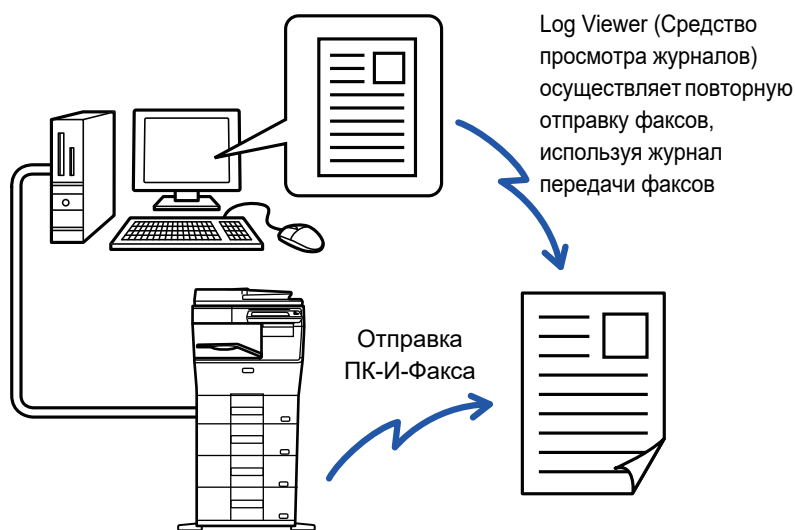 Log Viewer (Средство
просмотра журналов)
осуществляет повторную
отправку факсов,
используя журнал
передачи факсов
Отправка
ПК-И-Факса